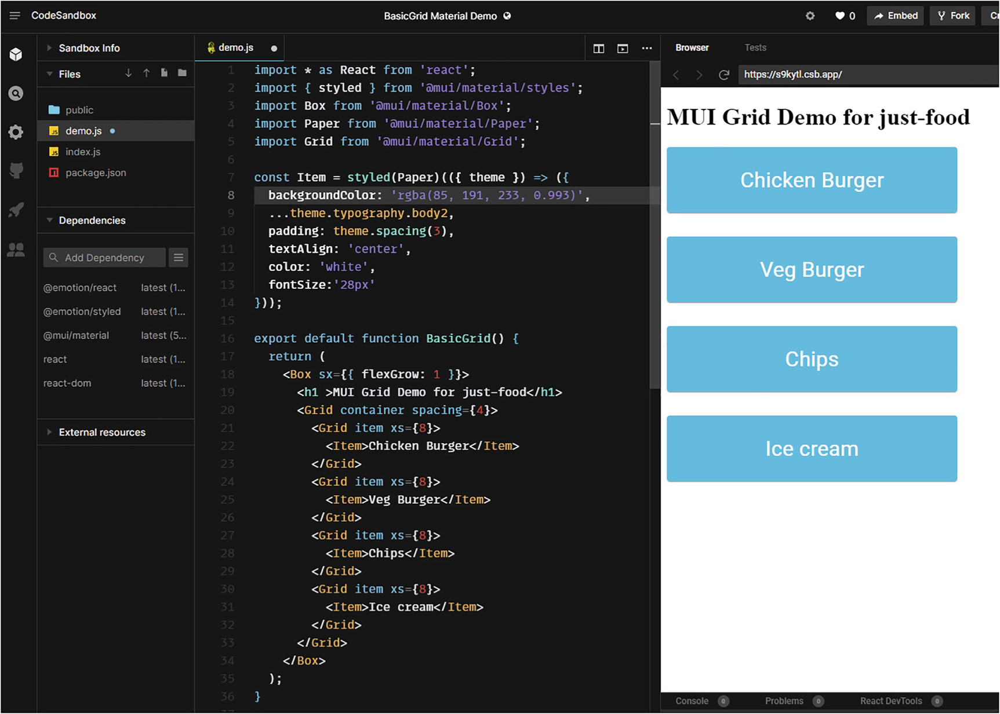 CodeSandbox
BasicGrid Material Demo
0
Embed
Fork
Sandbox Info
Files
public
demo.js
index.js
package.json
Dependencies
Add Dependency
@emotion/react latest (1...
@emotion/styled latest (1...
@mui/material latest (5...
react latest (1...
react-dom latest (1...
External resources
demo.js
1 import * as React from 'react';
2 import { styled } from '@mui/material/styles';
3 import Box from '@mui/material/Box';
4 import Paper from '@mui/material/Paper';
5 import Grid from '@mui/material/Grid';
6
7 const Item = styled(Paper)(({ theme }) => ({
8 backgroundColor: 'rgba(85, 191, 233, 0.993)',
9 ...theme.typography.body2,
10 padding: theme.spacing(3),
11 textAlign: 'center',
12 color: 'white',
13 fontSize:'28px'
14 }));
15
16 export default function BasicGrid() {
17 return (
18 <Box sx={{ flexGrow: 1 }}>
19 <h1 >MUI Grid Demo for just-food</h1>
20 <Grid container spacing={4}>
21 <Grid item xs={8}>
22 <Item>Chicken Burger</Item>
23 </Grid>
24 <Grid item xs={8}>
25 <Item>Veg Burger</Item>
26 </Grid>
27 <Grid item xs={8}>
28 <Item>Chips</Item>
29 </Grid>
30 <Grid item xs={8}>
31 <Item>Ice cream</Item>
32 </Grid>
33 </Grid>
34 </Box>
35 );
36 }
Browser
Tests
https://s9kytl.csb.app/
MUI Grid Demo for just-food
Chicken Burger
Veg Burger
Chips
Ice cream
Console 0
Problems 0
React DevTools 0